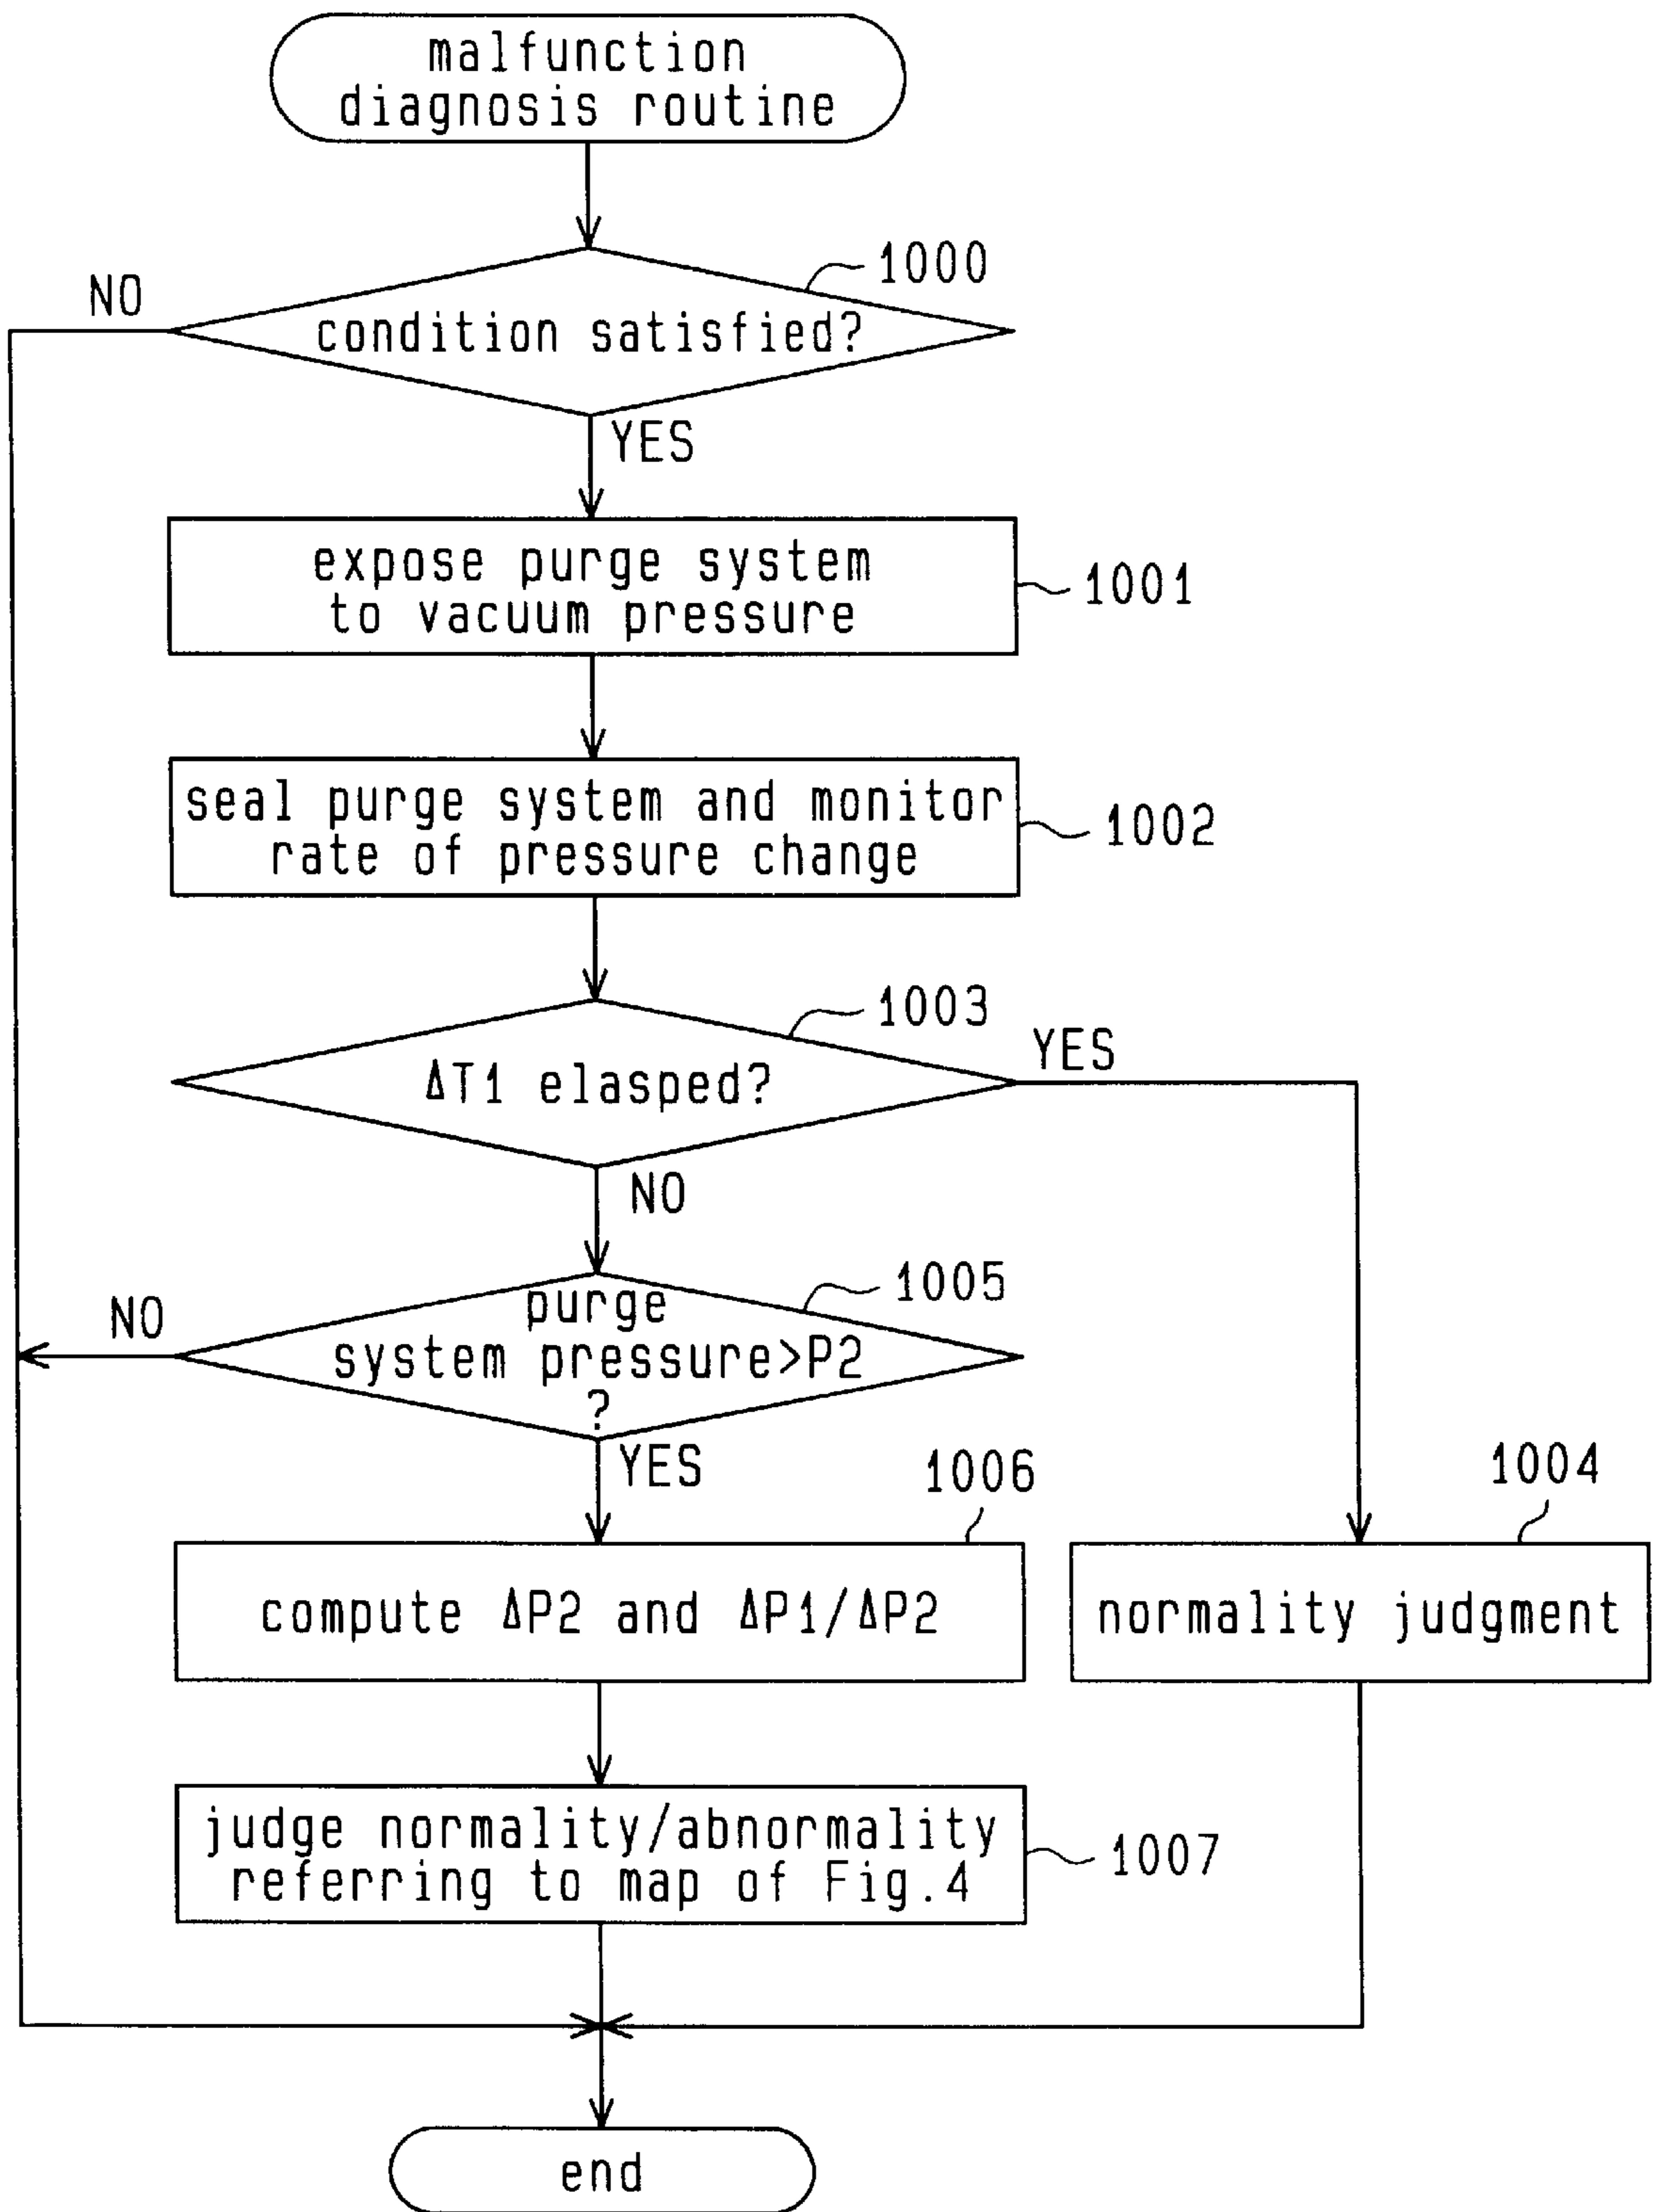 malfunction
diagnosis routine
1000
NO
condition satisfied?
YES
expose purge system
to vacuum pressure
1001
seal purge system and monitor
rate of pressure change
1002
1003
YES
ΔT1 elasped?
NO
1005
NO
purge
system pressure>P2
?
YES
1006
1004
compute ΔP2 and ΔP1/ΔP2
normality judgment
judge normality/abnormality
referring to map of Fig.4
1007
end